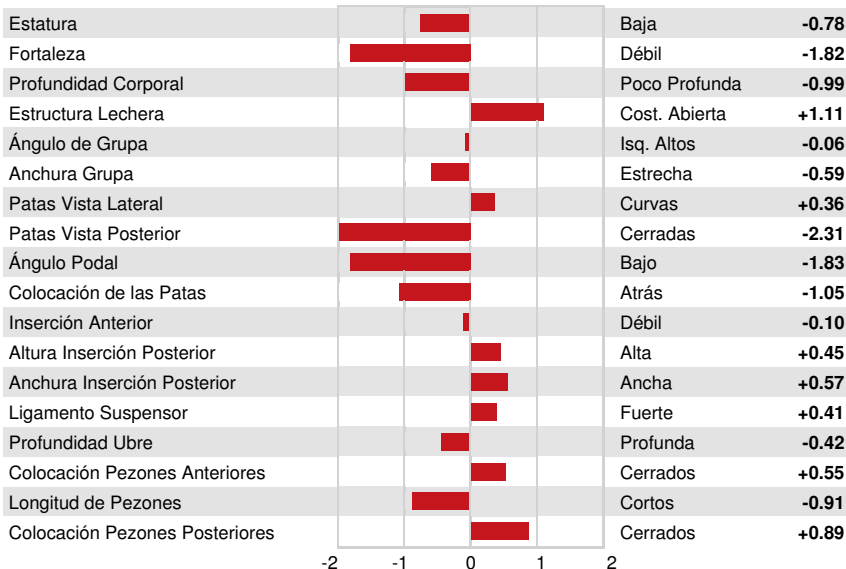 Estatura Baja -0.78
Fortaleza Débil -1.82
Profundidad Corporal Poco Profunda -0.99
Estructura Lechera Cost. Abierta +1.11
Ángulo de Grupa Isq. Altos -0.06
Anchura Grupa Estrecha -0.59
Patas Vista Lateral Curvas +0.36
Patas Vista Posterior Cerradas -2.31
Ángulo Podal Bajo -1.83
Colocación de las Patas Atrás -1.05
Inserción Anterior Débil -0.10
Altura Inserción Posterior Alta +0.45
Anchura Inserción Posterior Ancha +0.57
Ligamento Suspensor Fuerte +0.41
Profundidad Ubre Profunda -0.42
Colocación Pezones Anteriores Cerrados +0.55
Longitud de Pezones Cortos -0.91
Colocación Pezones Posteriores Cerrados +0.89
-2 -1 0 1 2